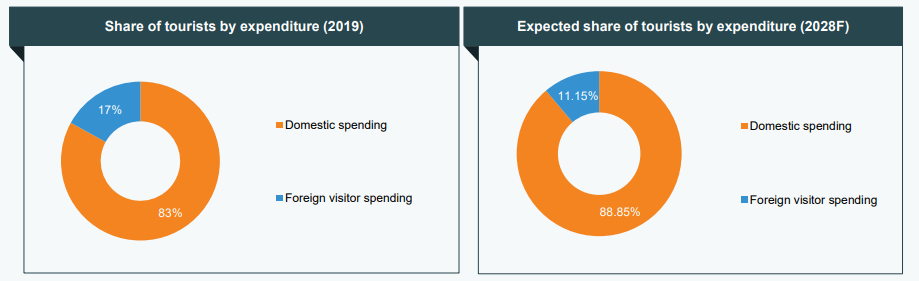 Share of tourists by expenditure (2019)
17%
83%
Domestic spending
Foreign visitor spending
Expected share of tourists by expenditure (2028F)
11.15%
88.85%
Domestic spending
Foreign visitor spending